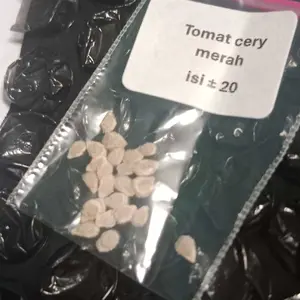 Tomat cery
merah
isi ± 20